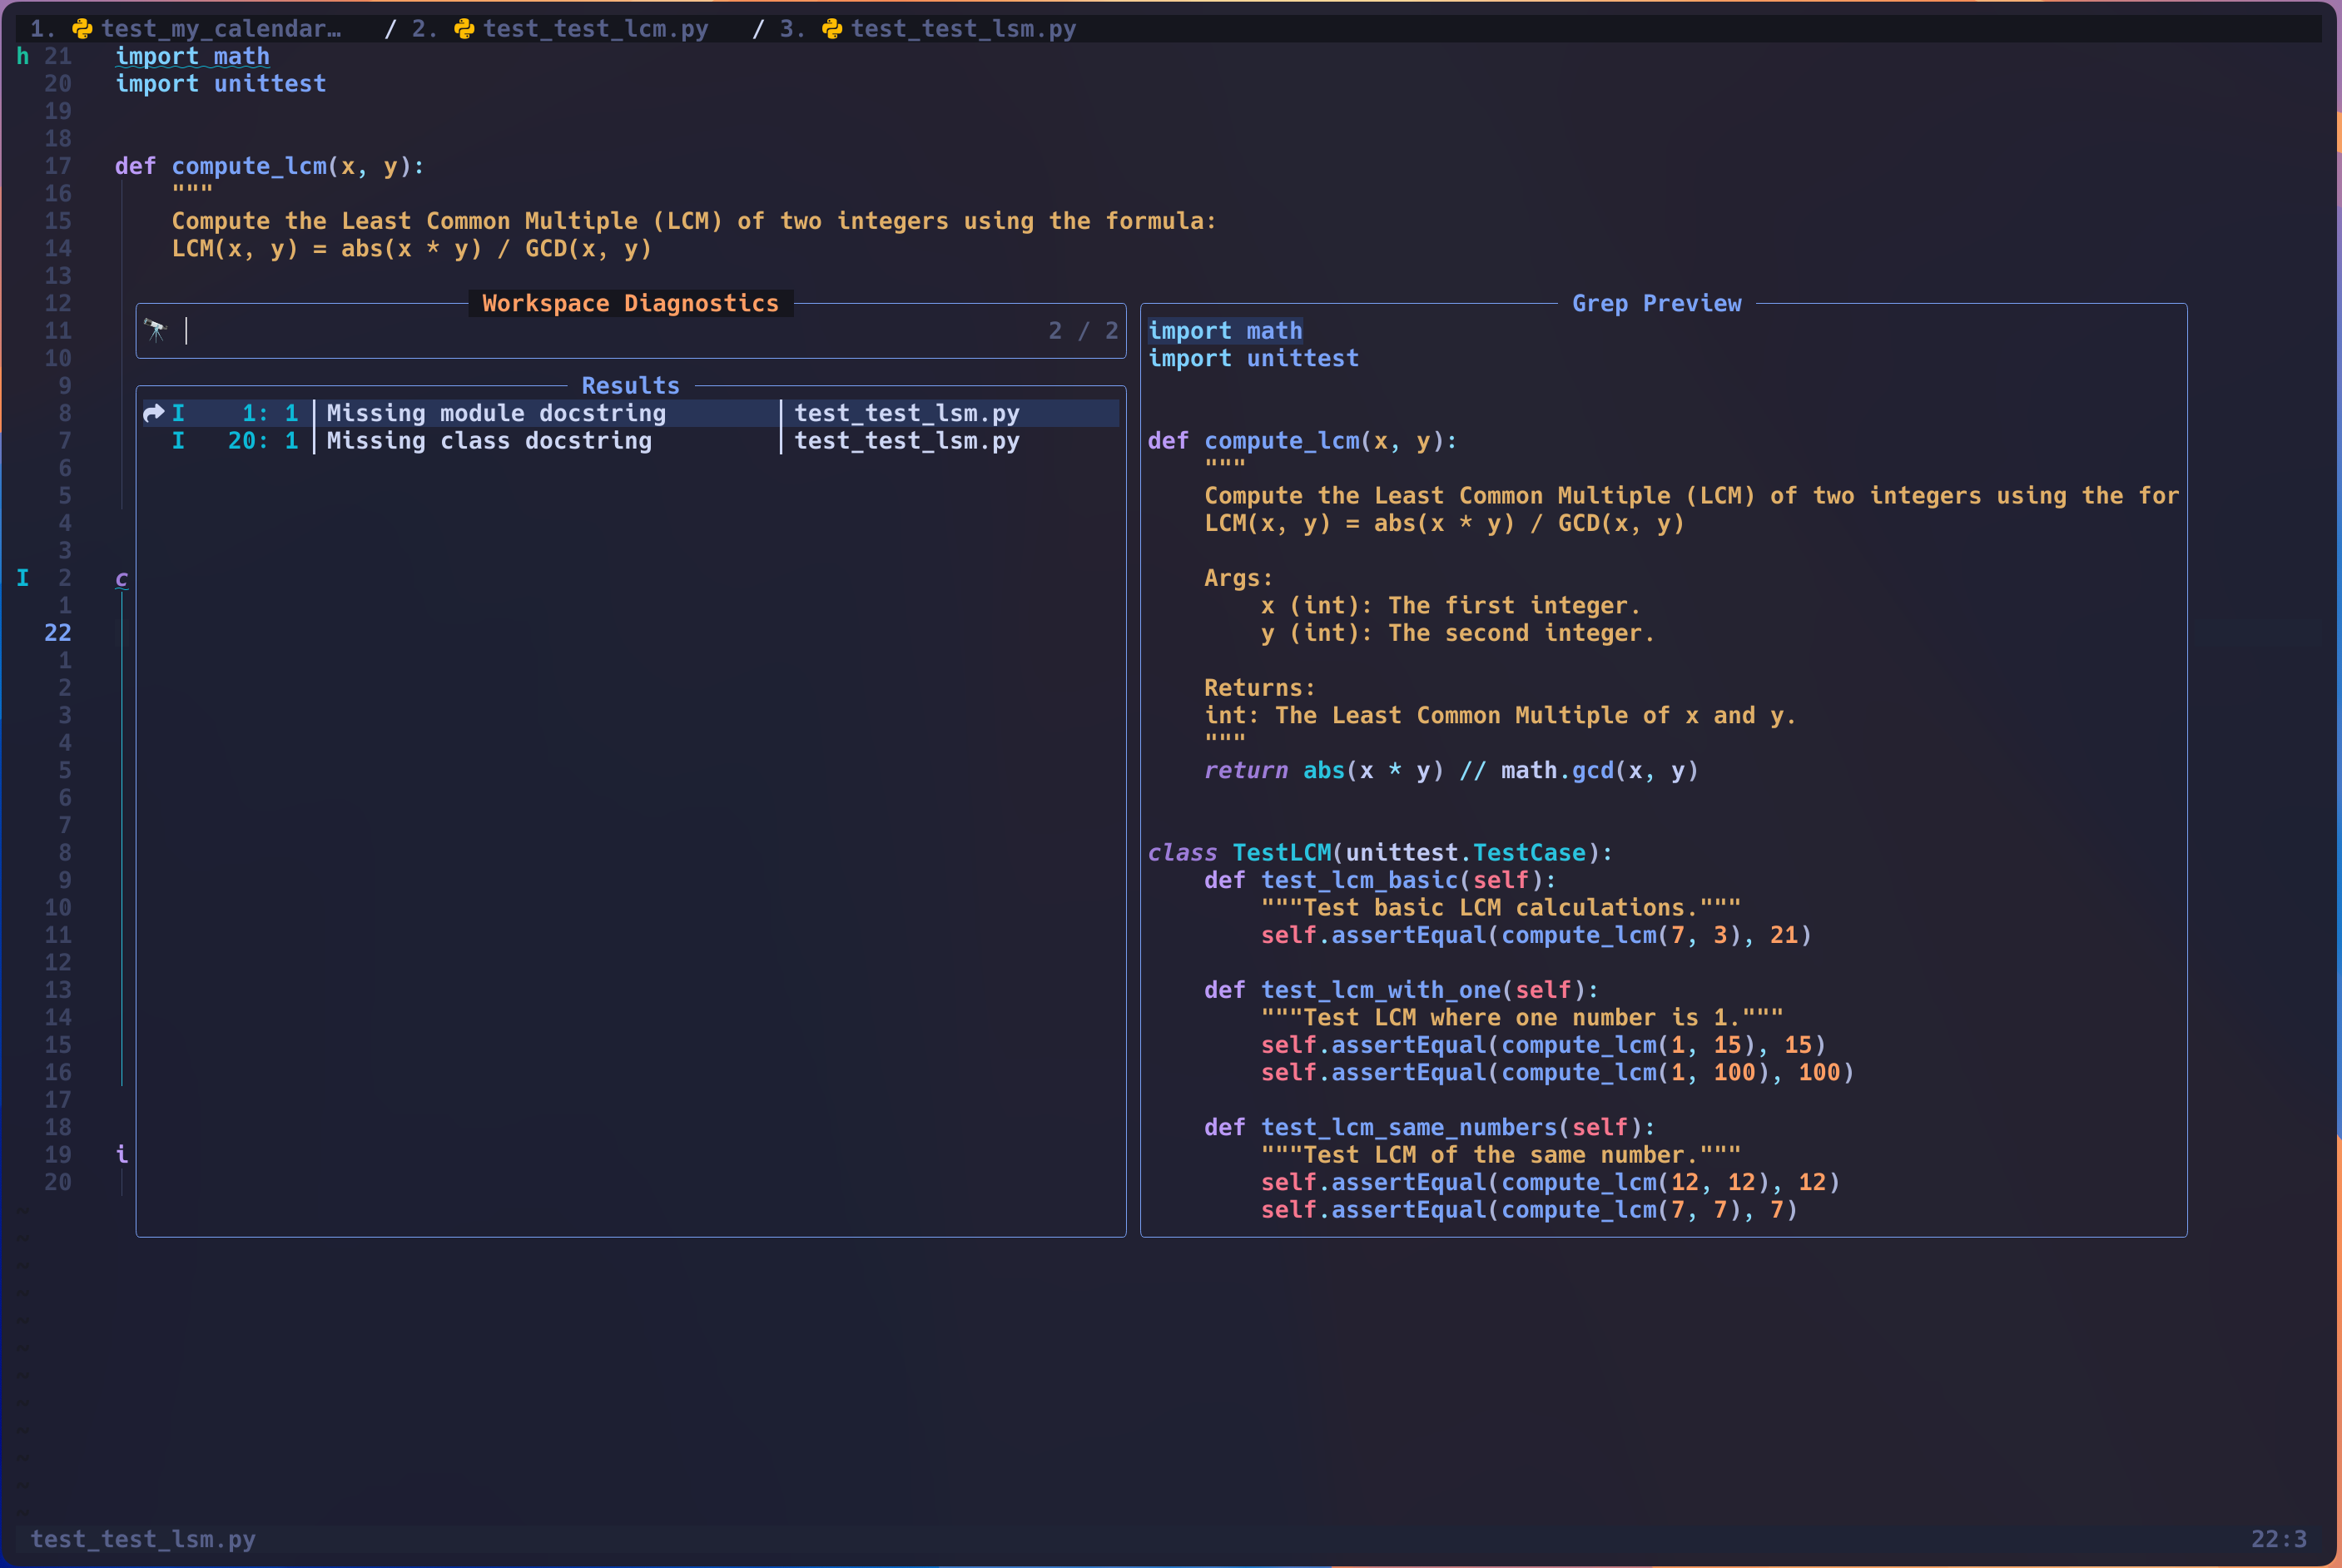 1. test_my_calendar… / 2. test_test_lcm.py / 3. test_test_lsm.py
h 21 import math
20 import unittest
19
18
17 def compute_lcm(x, y):
16     """
15     Compute the Least Common Multiple (LCM) of two integers using the formula:
14     LCM(x, y) = abs(x * y) / GCD(x, y)
13
12
11
10
9
8
7
6
5
4
3
I 2 c
1
22
1
2
3
4
5
6
7
8
9
10
11
12
13
14
15
16
17
18
19 i
20
~
~
~
~
~
~
~
~
~
~
~
~
Workspace Diagnostics
2 / 2
Results
I 1: 1 │Missing module docstring │test_test_lsm.py
I 20: 1 │Missing class docstring │test_test_lsm.py
Grep Preview
import math
import unittest
def compute_lcm(x, y):
    """
    Compute the Least Common Multiple (LCM) of two integers using the for
    LCM(x, y) = abs(x * y) / GCD(x, y)
    Args:
        x (int): The first integer.
        y (int): The second integer.
    Returns:
    int: The Least Common Multiple of x and y.
    """
    return abs(x * y) // math.gcd(x, y)
class TestLCM(unittest.TestCase):
    def test_lcm_basic(self):
        """Test basic LCM calculations."""
        self.assertEqual(compute_lcm(7, 3), 21)
    def test_lcm_with_one(self):
        """Test LCM where one number is 1."""
        self.assertEqual(compute_lcm(1, 15), 15)
        self.assertEqual(compute_lcm(1, 100), 100)
    def test_lcm_same_numbers(self):
        """Test LCM of the same number."""
        self.assertEqual(compute_lcm(12, 12), 12)
        self.assertEqual(compute_lcm(7, 7), 7)
test_test_lsm.py 22:3